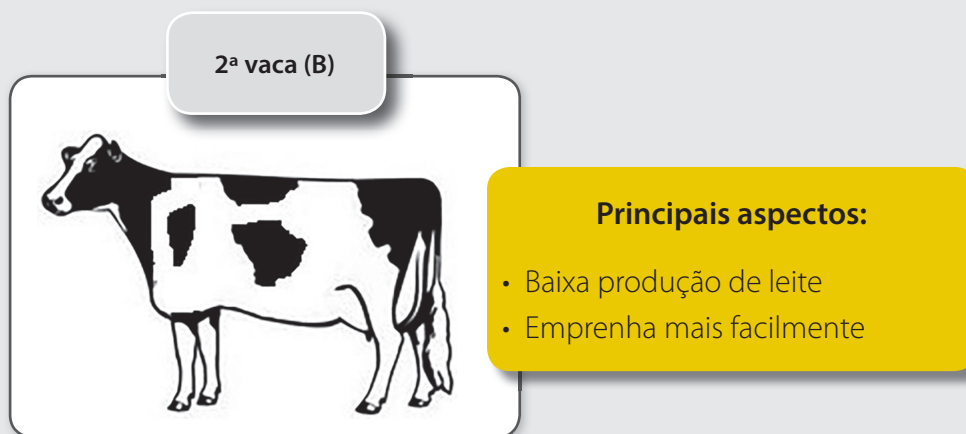 2ª vaca (B)
Principais aspectos:
• Baixa produção de leite
• Emprenha mais facilmente